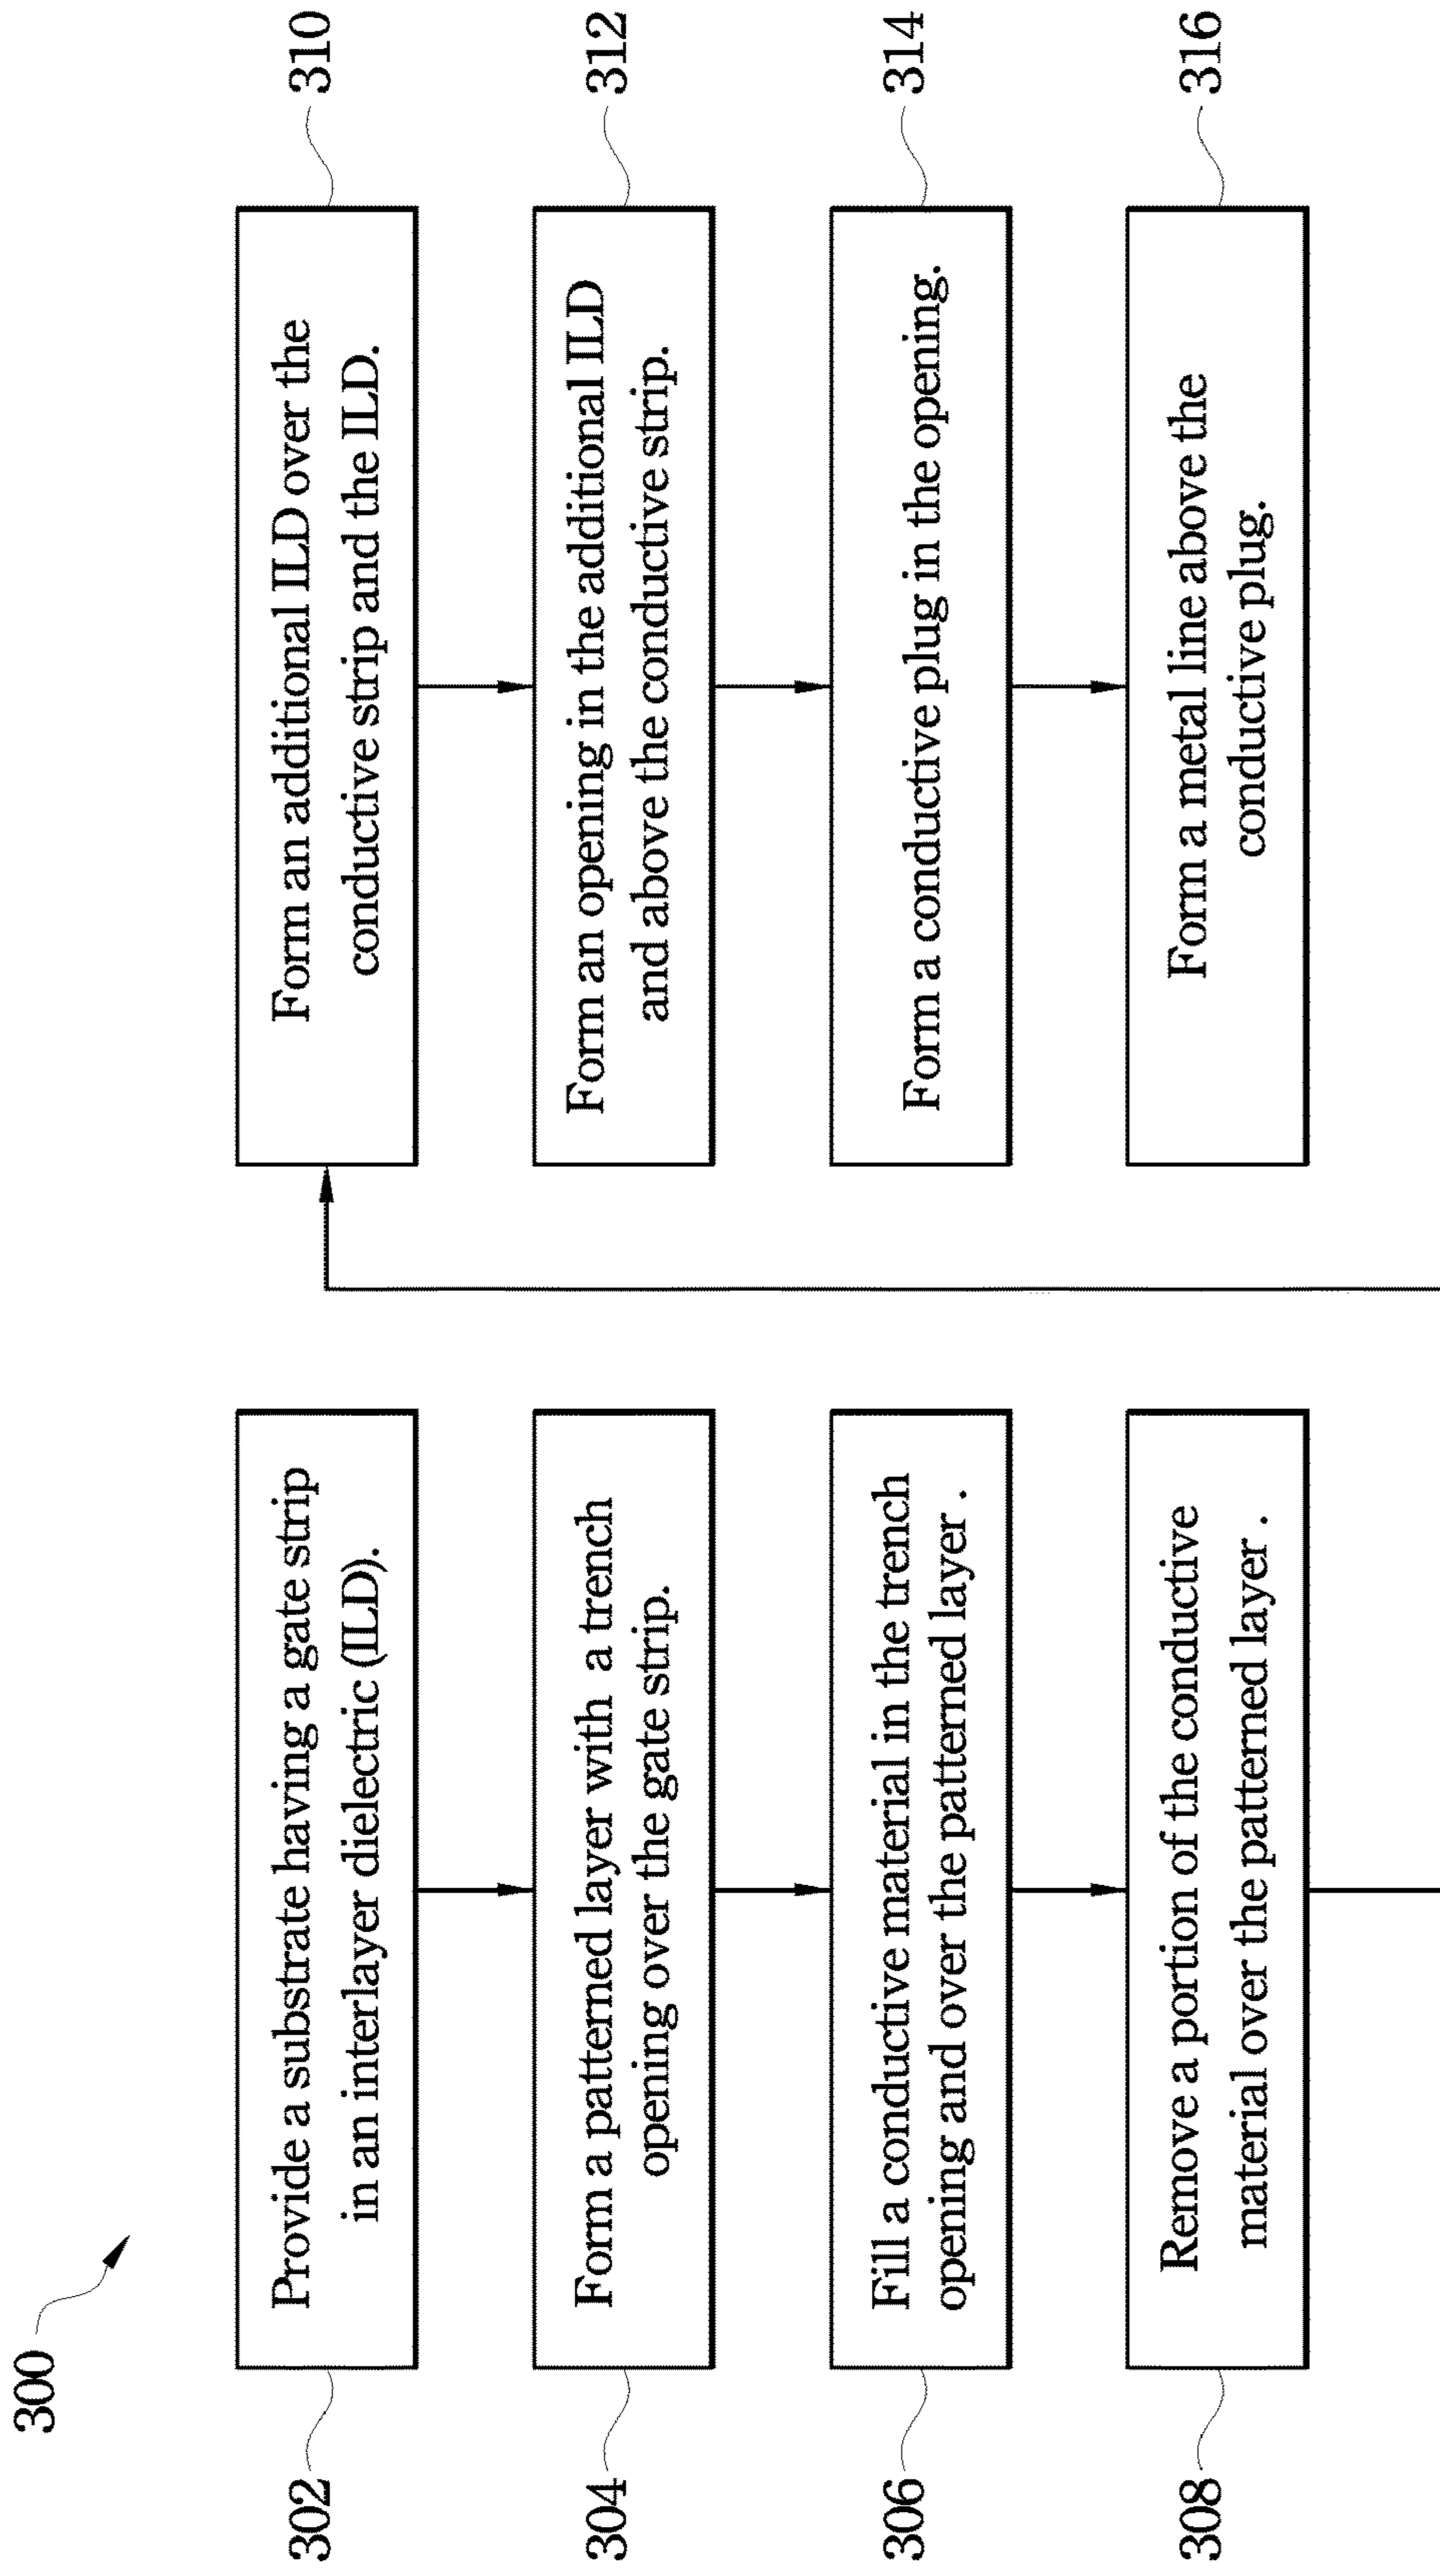 300
302
Provide a substrate having a gate strip
in an interlayer dielectric (ILD).
304
Form a patterned layer with a trench
opening over the gate strip.
306
Fill a conductive material in the trench
opening and over the patterned layer .
308
Remove a portion of the conductive
material over the patterned layer .
310
Form an additional ILD over the
conductive strip and the ILD.
312
Form an opening in the additional ILD
and above the conductive strip.
314
Form a conductive plug in the opening.
316
Form a metal line above the
conductive plug.